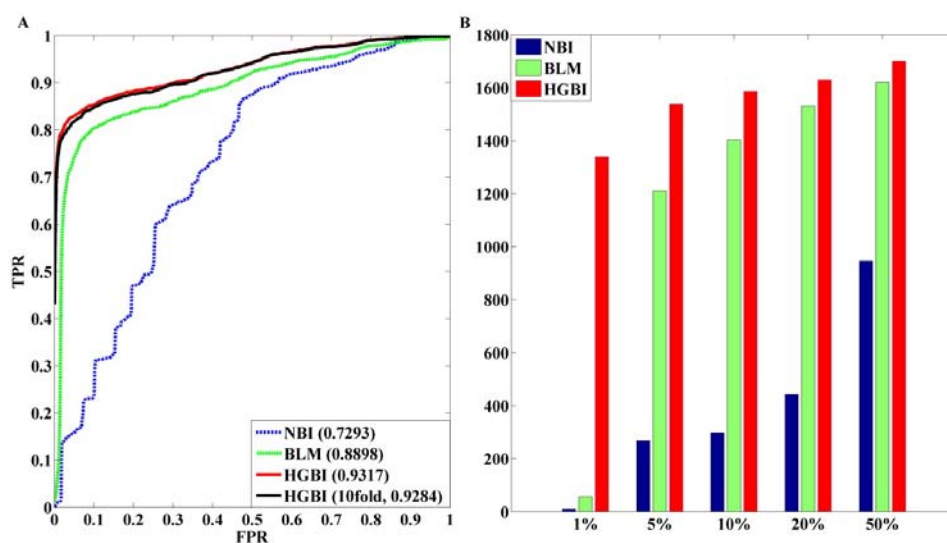 A
1
0.9
0.8
0.7
0.6
0.5
0.4
0.3
0.2
0.1
0
TPR
NBI (0.7293)
BLM (0.8898)
HGBI (0.9317)
HGBI (10fold, 0.9284)
0 0.1 0.2 0.3 0.4 0.5 0.6 0.7 0.8 0.9 1
FPR
B
1800
1600
1400
1200
1000
800
600
400
200
0
NBI
BLM
HGBI
1% 5% 10% 20% 50%